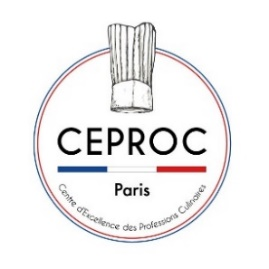 CEPROC
Paris
Centre d'Excellence des Professions Culinaires